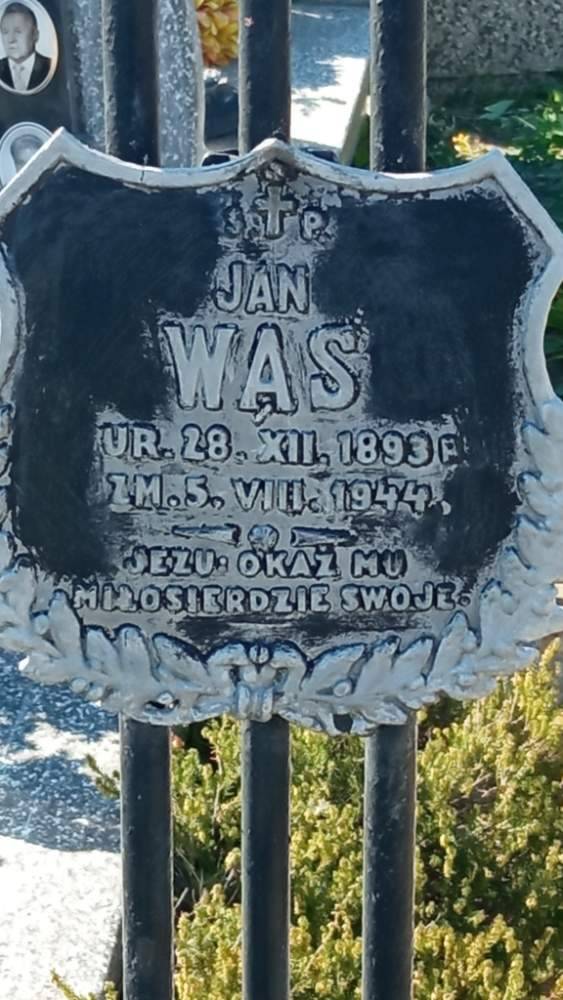 Ś. P.
JAN
WĄS
UR. 28. XII. 1893 R
ZM. 5. VIII. 1944.
JEZU: OKAŻ MU
MIŁOSIERDZIE SWOJE.